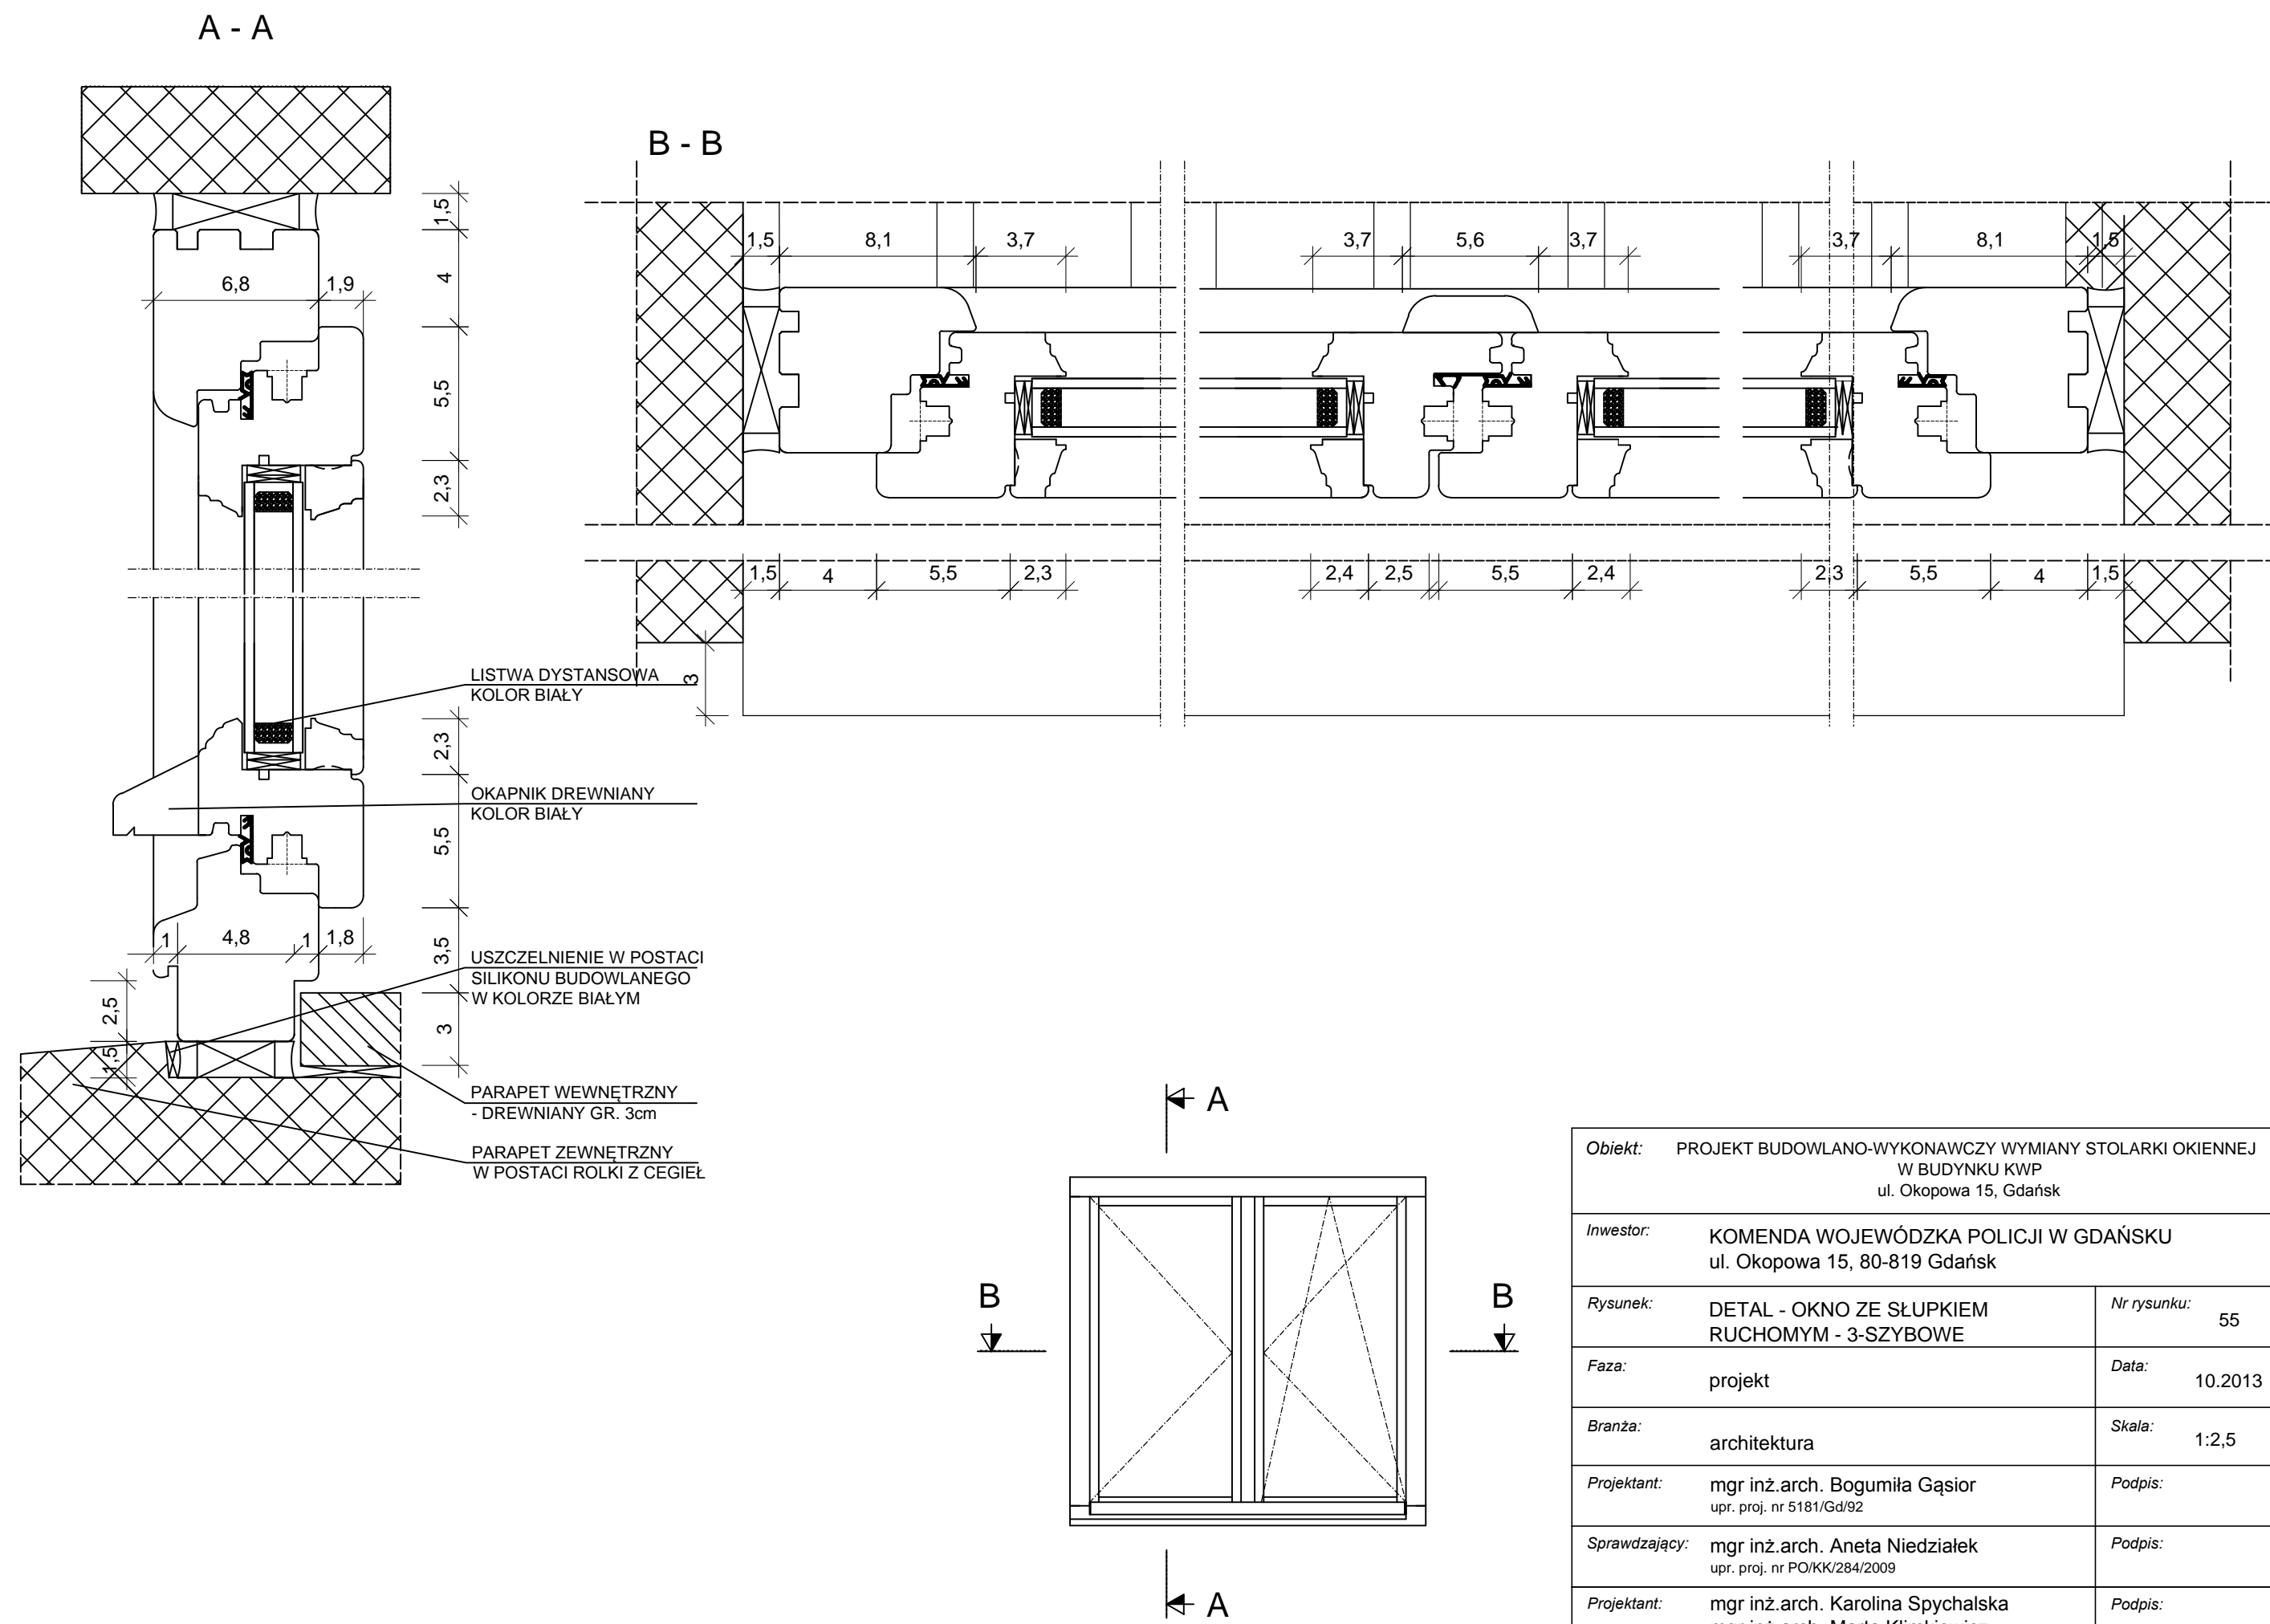 A - A
B - B
1,5
4
5,5
2,3
6,8
1,9
1,5
8,1
3,7
3,7
5,6
3,7
3,7
8,1
1,5
1,5
4
5,5
2,3
2,4
2,5
5,5
2,4
2,3
5,5
4
1,5
3
LISTWA DYSTANSOWA
KOLOR BIAŁY
2,3
OKAPNIK DREWNIANY
KOLOR BIAŁY
5,5
1
4,8
1
1,8
3,5
USZCZELNIENIE W POSTACI
SILIKONU BUDOWLANEGO
W KOLORZE BIAŁYM
2,5
3
1,5
PARAPET WEWNĘTRZNY
- DREWNIANY GR. 3cm
PARAPET ZEWNĘTRZNY
W POSTACI ROLKI Z CEGIEŁ
A
B
B
A
Obiekt: PROJEKT BUDOWLANO-WYKONAWCZY WYMIANY STOLARKI OKIENNEJ
W BUDYNKU KWP
ul. Okopowa 15, Gdańsk
Inwestor: KOMENDA WOJEWÓDZKA POLICJI W GDAŃSKU
ul. Okopowa 15, 80-819 Gdańsk
Rysunek: DETAL - OKNO ZE SŁUPKIEM
RUCHOMYM - 3-SZYBOWE
Nr rysunku: 55
Faza: projekt
Data: 10.2013
Branża: architektura
Skala: 1:2,5
Projektant: mgr inż.arch. Bogumiła Gąsior
upr. proj. nr 5181/Gd/92
Podpis:
Sprawdzający: mgr inż.arch. Aneta Niedziałek
upr. proj. nr PO/KK/284/2009
Podpis:
Projektant: mgr inż.arch. Karolina Spychalska
Podpis: